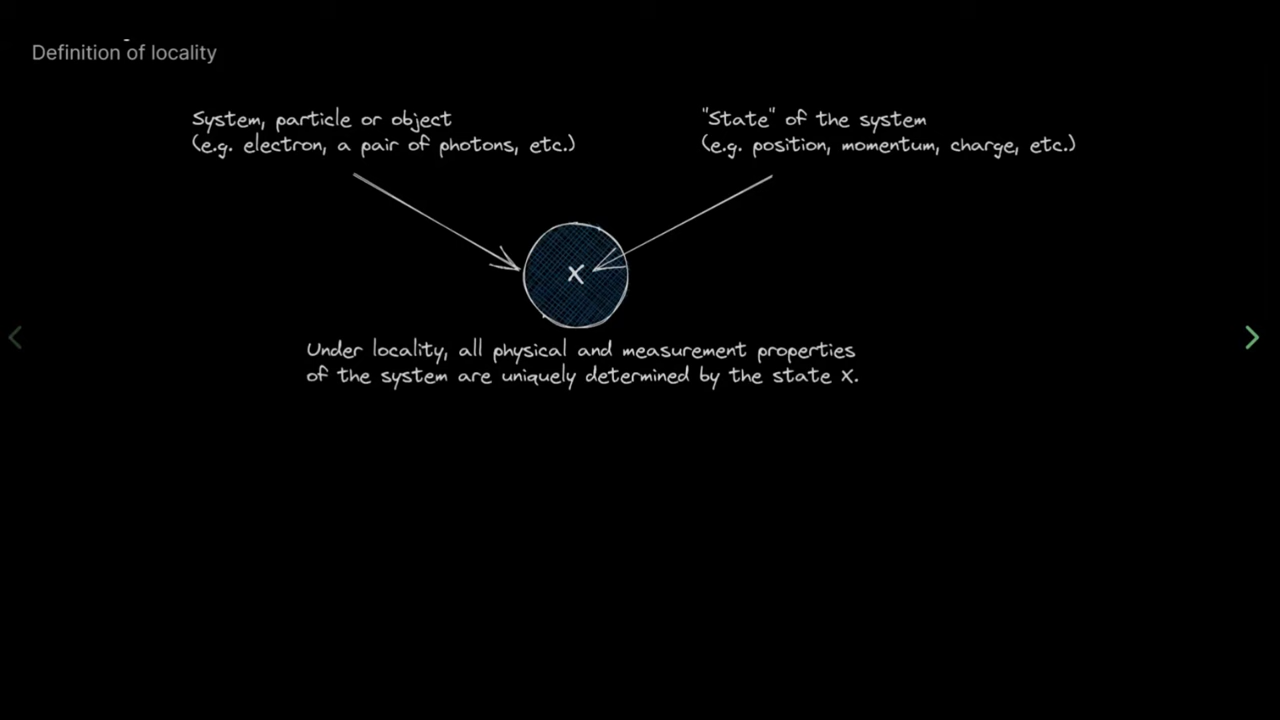 Definition of locality
System, particle or object
(e.g. electron, a pair of photons, etc.)
"State" of the system
(e.g. position, momentum, charge, etc.)
x
Under locality, all physical and measurement properties
of the system are uniquely determined by the state x.